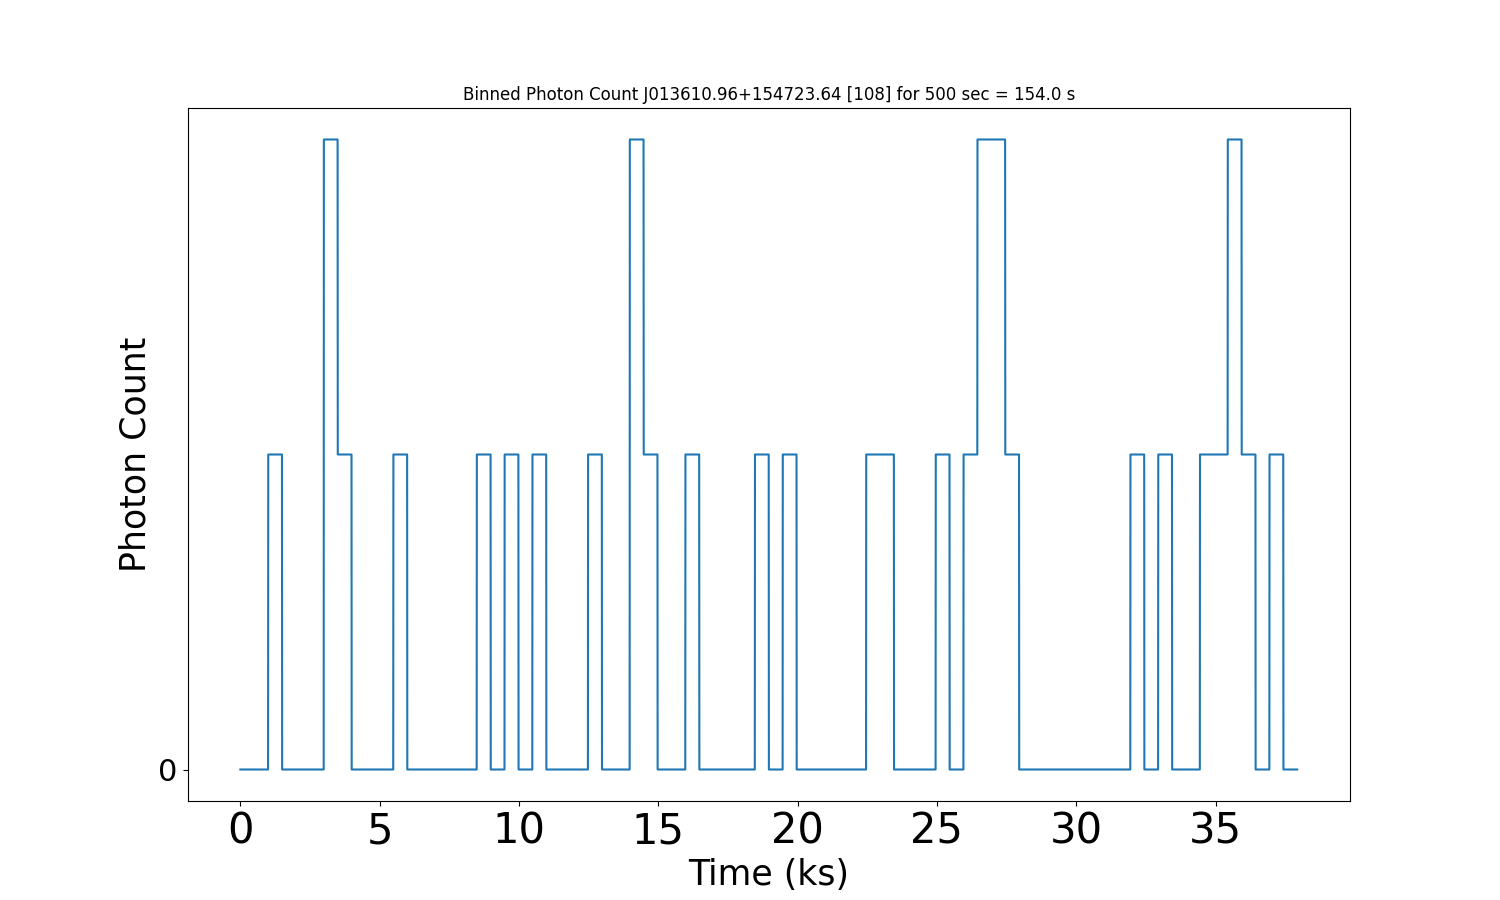 Binned Photon Count J013610.96+154723.64 [108] for 500 sec = 154.0 s
Photon Count
0
0 5 10 15 20 25 30 35
Time (ks)